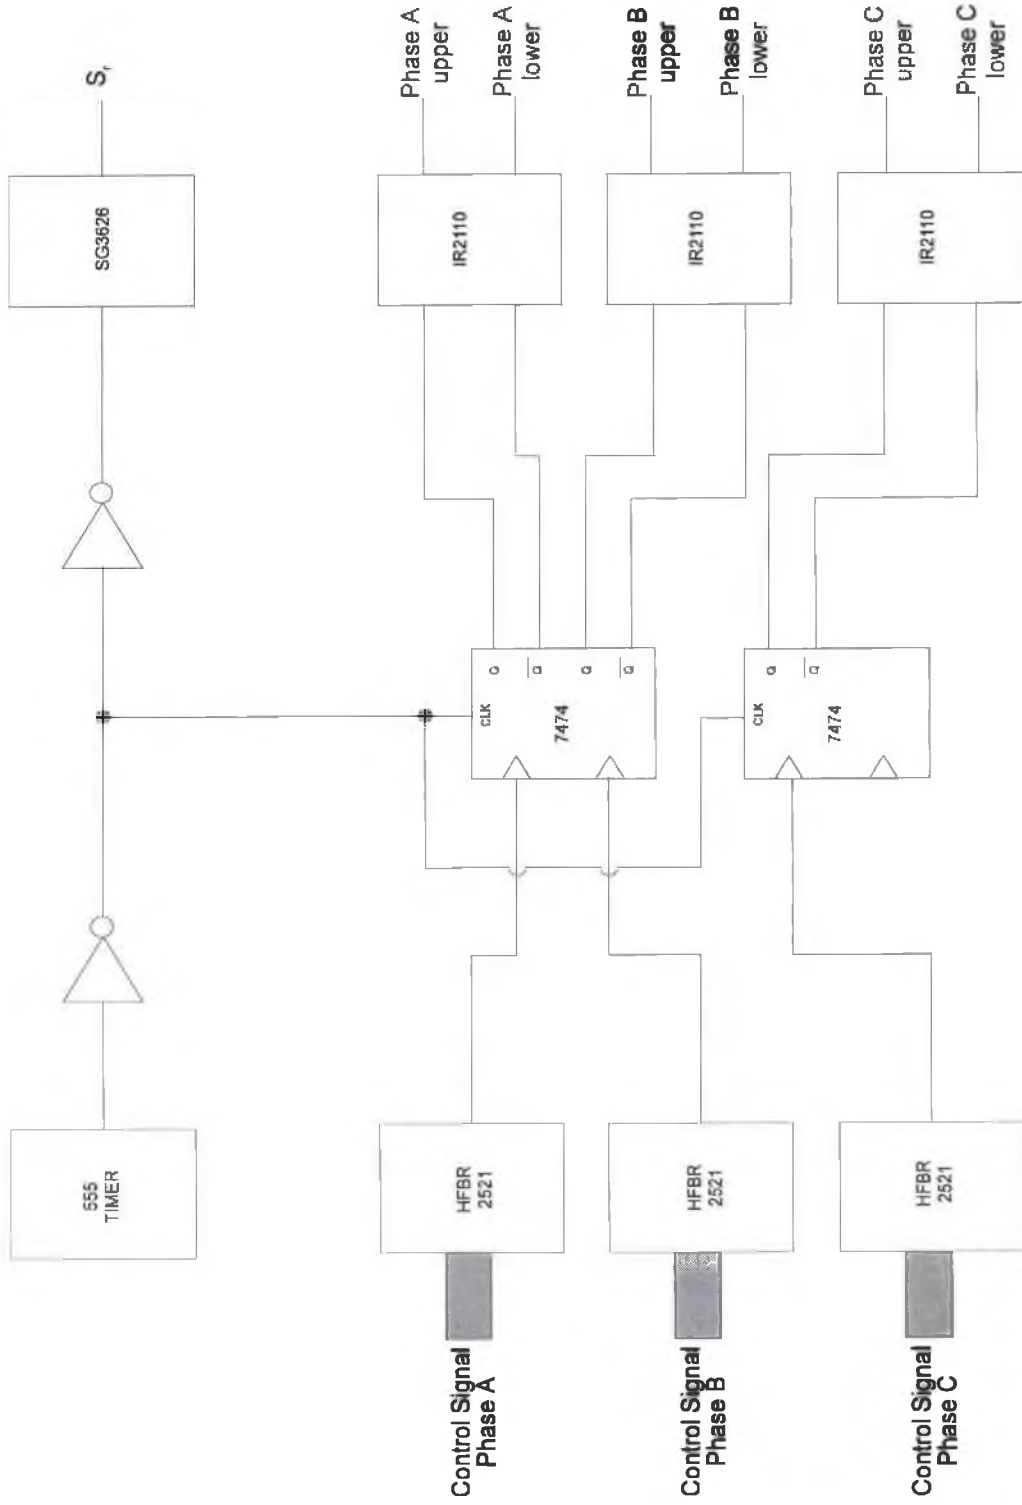 555
TIMER
SG3626
Sr
Control Signal
Phase A
HFBR
2521
CLK
7474
Q
Q
Q
Q
IR2110
Phase A
upper
Phase A
lower
Control Signal
Phase B
HFBR
2521
IR2110
Phase B
upper
Phase B
lower
Control Signal
Phase C
HFBR
2521
CLK
7474
Q
Q
IR2110
Phase C
upper
Phase C
lower